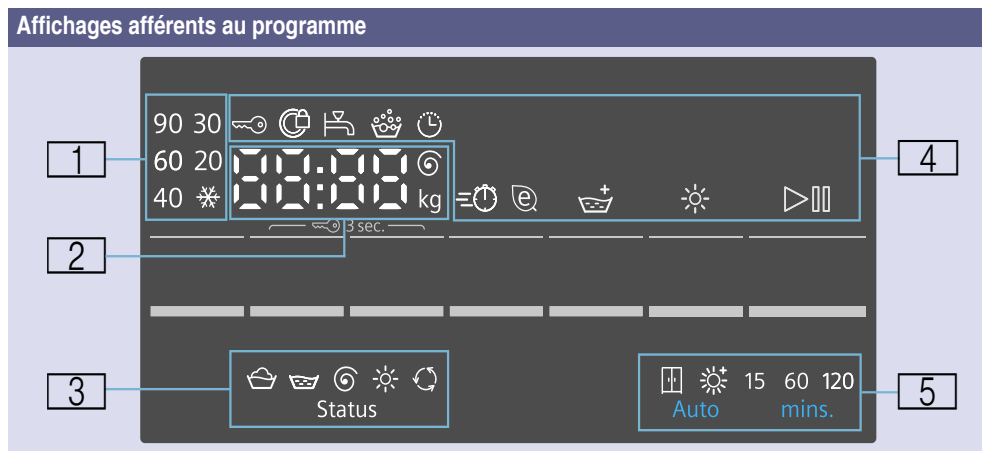 Affichages afférents au programme
90 30
60 20
40
88:88
kg
e
3 sec.
1
2
3
4
5
Status
15 60 120
Auto mins.